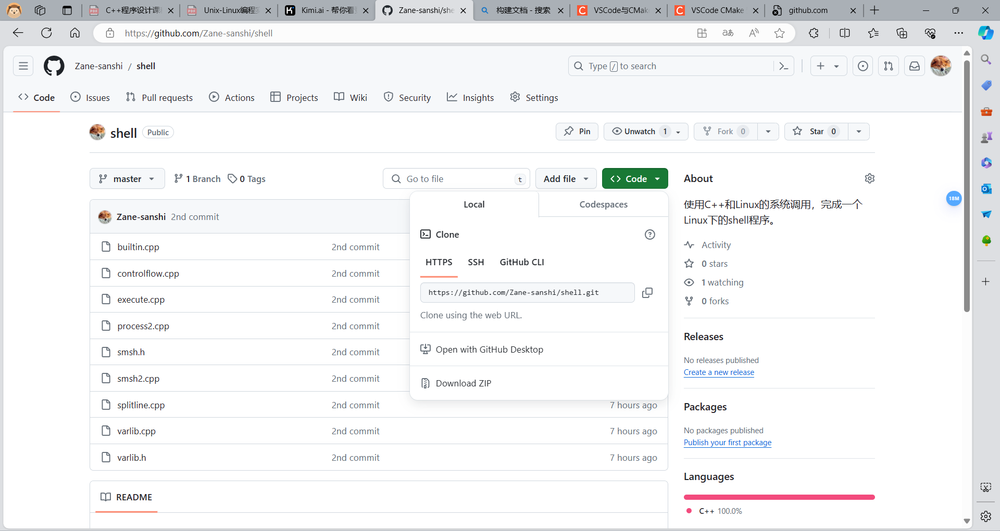 C++程序设计课
Unix-Linux编程实
Kimi.ai - 帮你看
Zane-sanshi/she
构建文档 - 搜索
VSCode与CMak
VSCode CMake
github.com
https://github.com/Zane-sanshi/shell
Zane-sanshi / shell
Type / to search
Code
Issues
Pull requests
Actions
Projects
Wiki
Security
Insights
Settings
shell Public
Pin
Unwatch 1
Fork 0
Star 0
master
1 Branch
0 Tags
Go to file t
Add file
Code
About
使用C++和Linux的系统调用，完成一个
Linux下的shell程序。
Activity
0 stars
1 watching
0 forks
18M
Local
Codespaces
Clone
HTTPS
SSH
GitHub CLI
https://github.com/Zane-sanshi/shell.git
Clone using the web URL.
Open with GitHub Desktop
Download ZIP
Zane-sanshi 2nd commit
builtin.cpp 2nd commit
controlflow.cpp 2nd commit
execute.cpp 2nd commit
process2.cpp 2nd commit
smsh.h 2nd commit
smsh2.cpp 2nd commit
splitline.cpp 2nd commit 7 hours ago
varlib.cpp 2nd commit 7 hours ago
varlib.h 2nd commit 7 hours ago
README
Releases
No releases published
Create a new release
Packages
No packages published
Publish your first package
Languages
C++ 100.0%